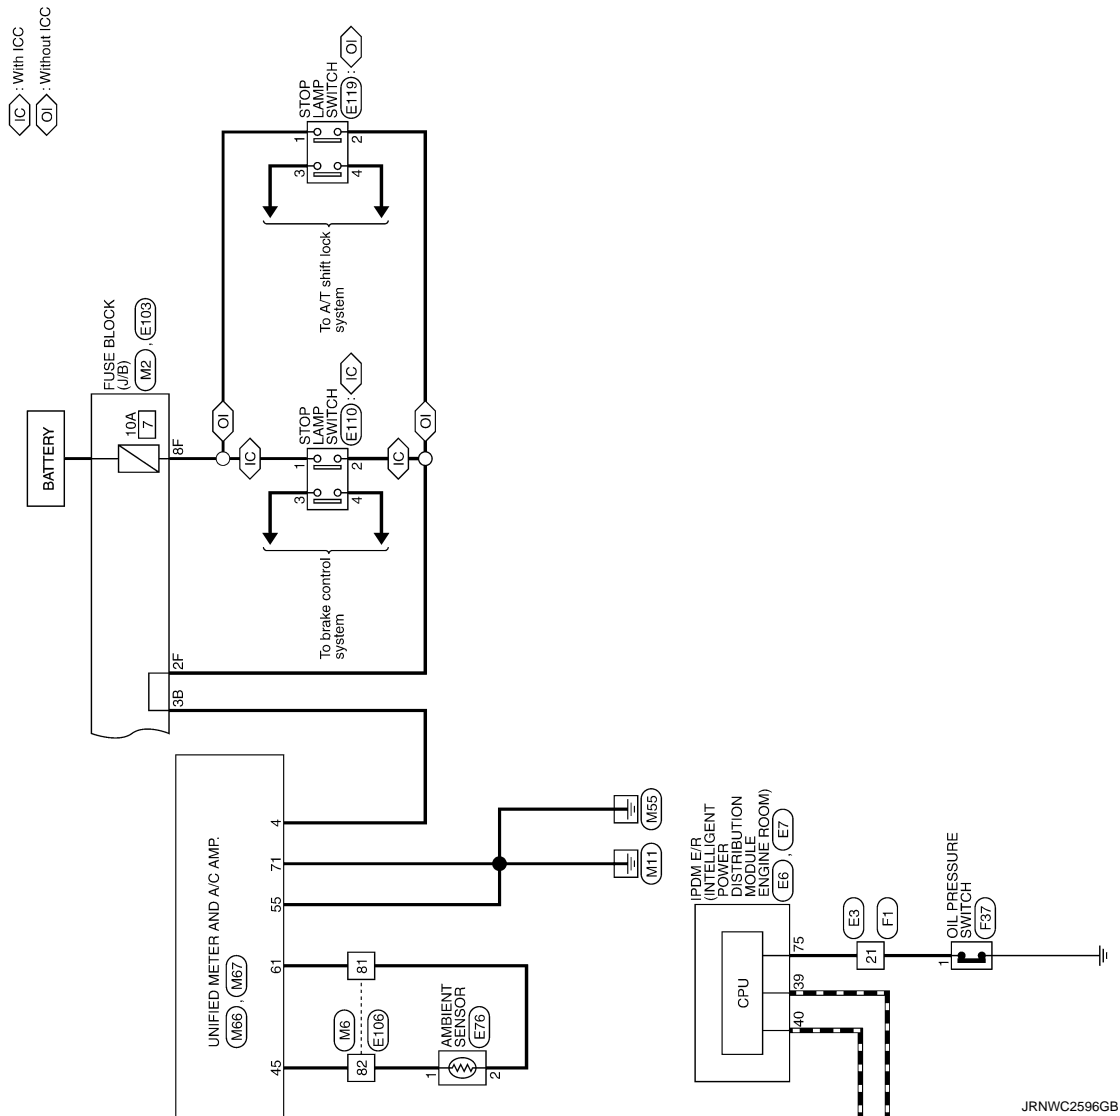 IC : With ICC
OI : Without ICC
BATTERY
FUSE BLOCK
(J/B)
M2 , E103
10A
7
8F
2F
3B
OI
IC
STOP
LAMP
SWITCH
E119 : OI
1
2
3
4
To A/T shift lock
system
STOP
LAMP
SWITCH
E110 : IC
1
2
3
4
IC
OI
To brake control
system
UNIFIED METER AND A/C AMP.
M66 , M67
4
71
55
61
45
M55
M11
81
82
M6
E106
AMBIENT
SENSOR
E76
1
2
IPDM E/R
(INTELLIGENT
POWER
DISTRIBUTION
MODULE
ENGINE ROOM)
E6 , E7
CPU
75
39
40
E3
F1
21
OIL PRESSURE
SWITCH
F37
1
JRNWC2596GB